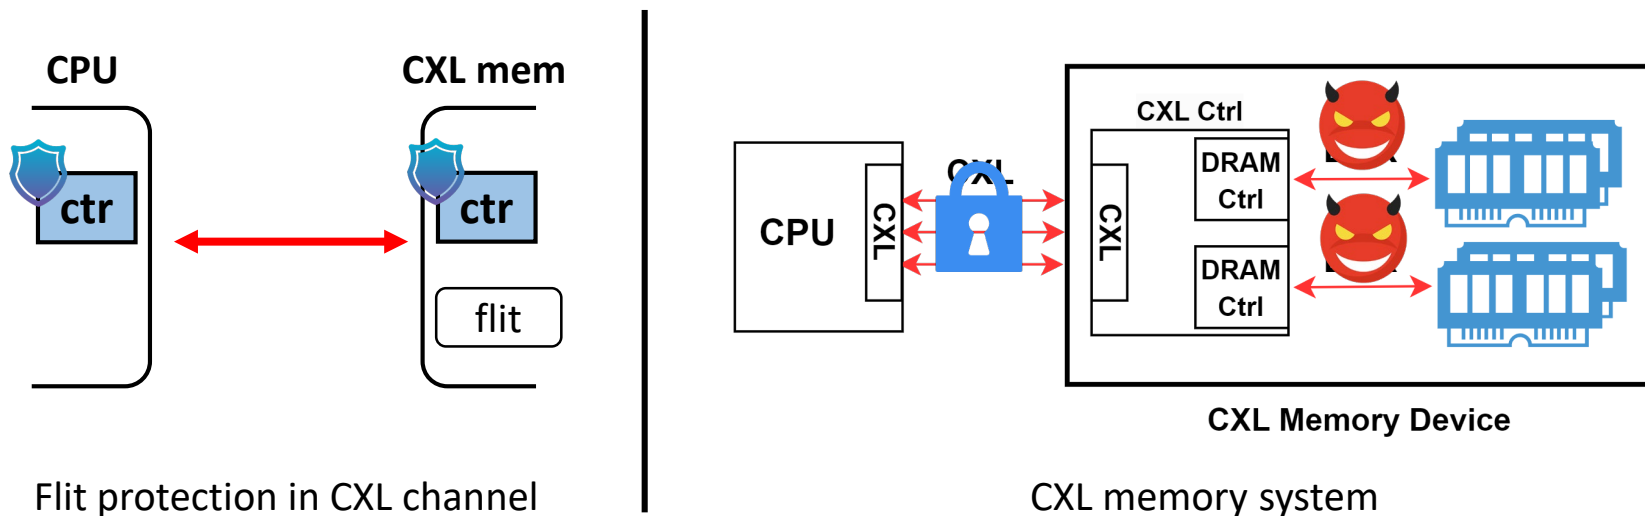 CPU
CXL mem
ctr
ctr
flit
Flit protection in CXL channel
CXL Ctrl
CPU
CXL
CXL
CXL
DRAM
Ctrl
DRAM
Ctrl
CXL Memory Device
CXL memory system